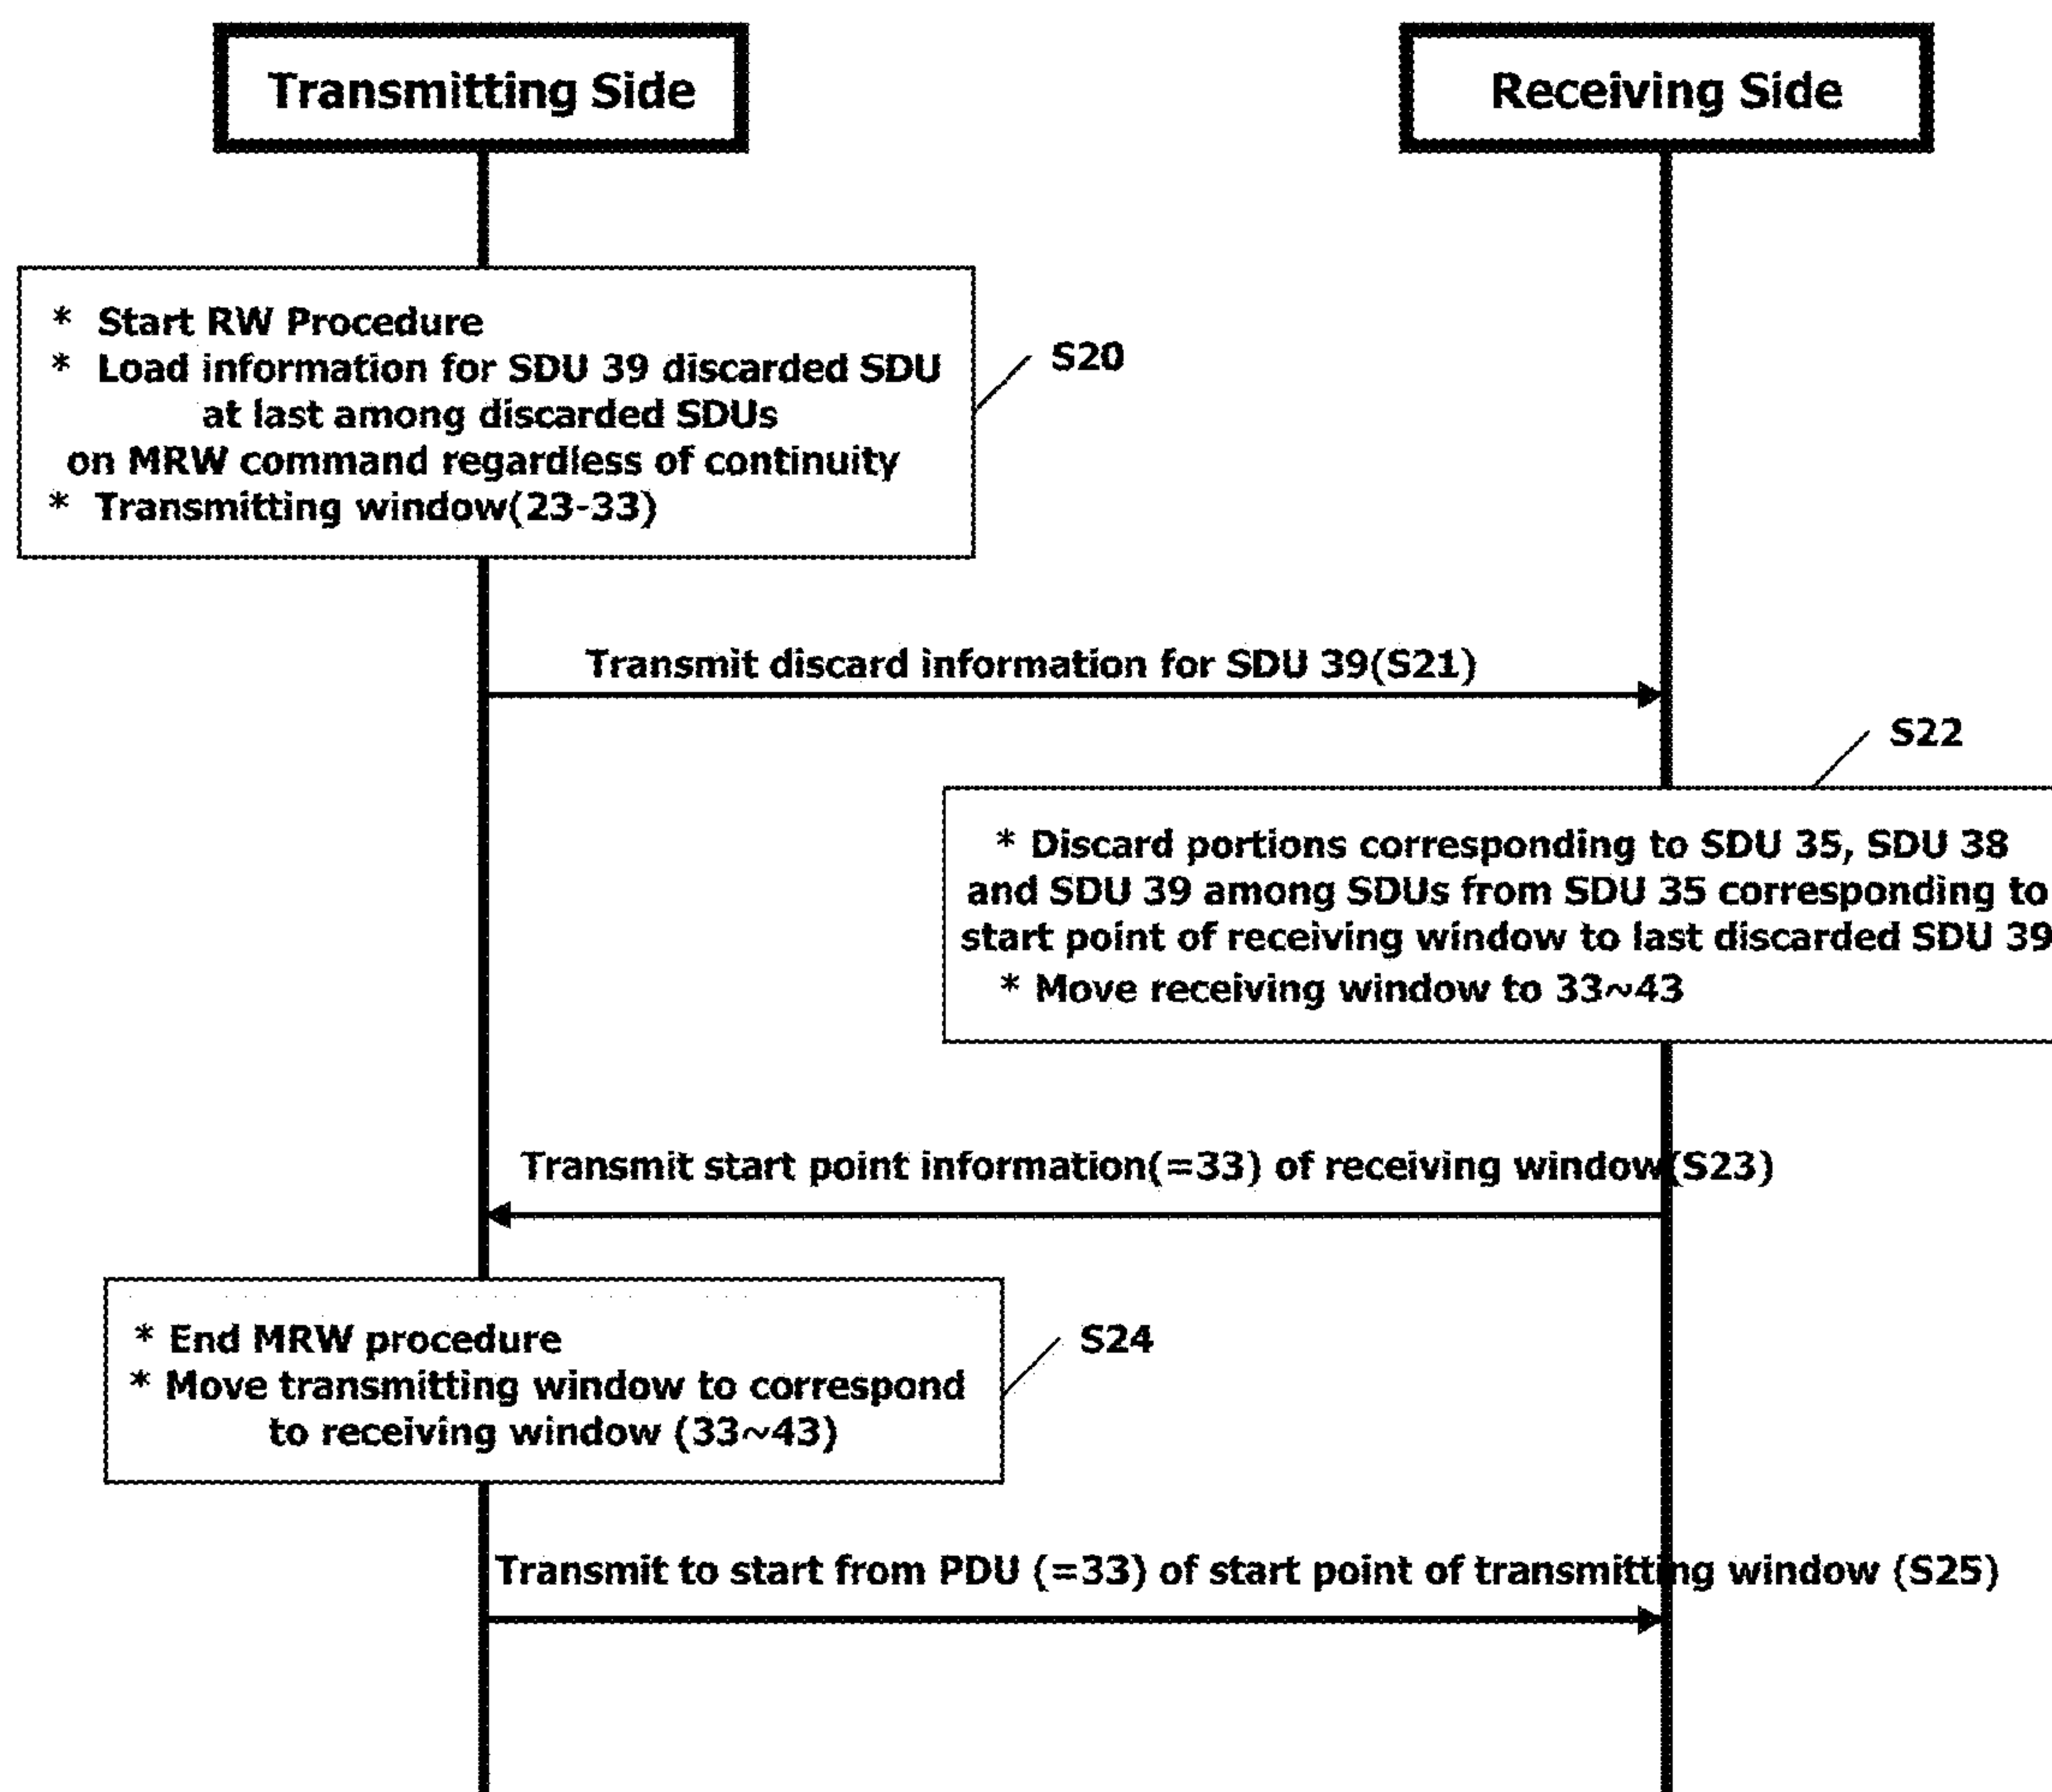 Transmitting Side
Receiving Side
* Start RW Procedure
* Load information for SDU 39 discarded SDU
at last among discarded SDUs
on MRW command regardless of continuity
* Transmitting window(23-33)
S20
Transmit discard information for SDU 39(S21)
S22
* Discard portions corresponding to SDU 35, SDU 38
and SDU 39 among SDUs from SDU 35 corresponding to
start point of receiving window to last discarded SDU 39
* Move receiving window to 33~43
Transmit start point information(=33) of receiving window(S23)
* End MRW procedure
* Move transmitting window to correspond
to receiving window (33~43)
S24
Transmit to start from PDU (=33) of start point of transmitting window (S25)